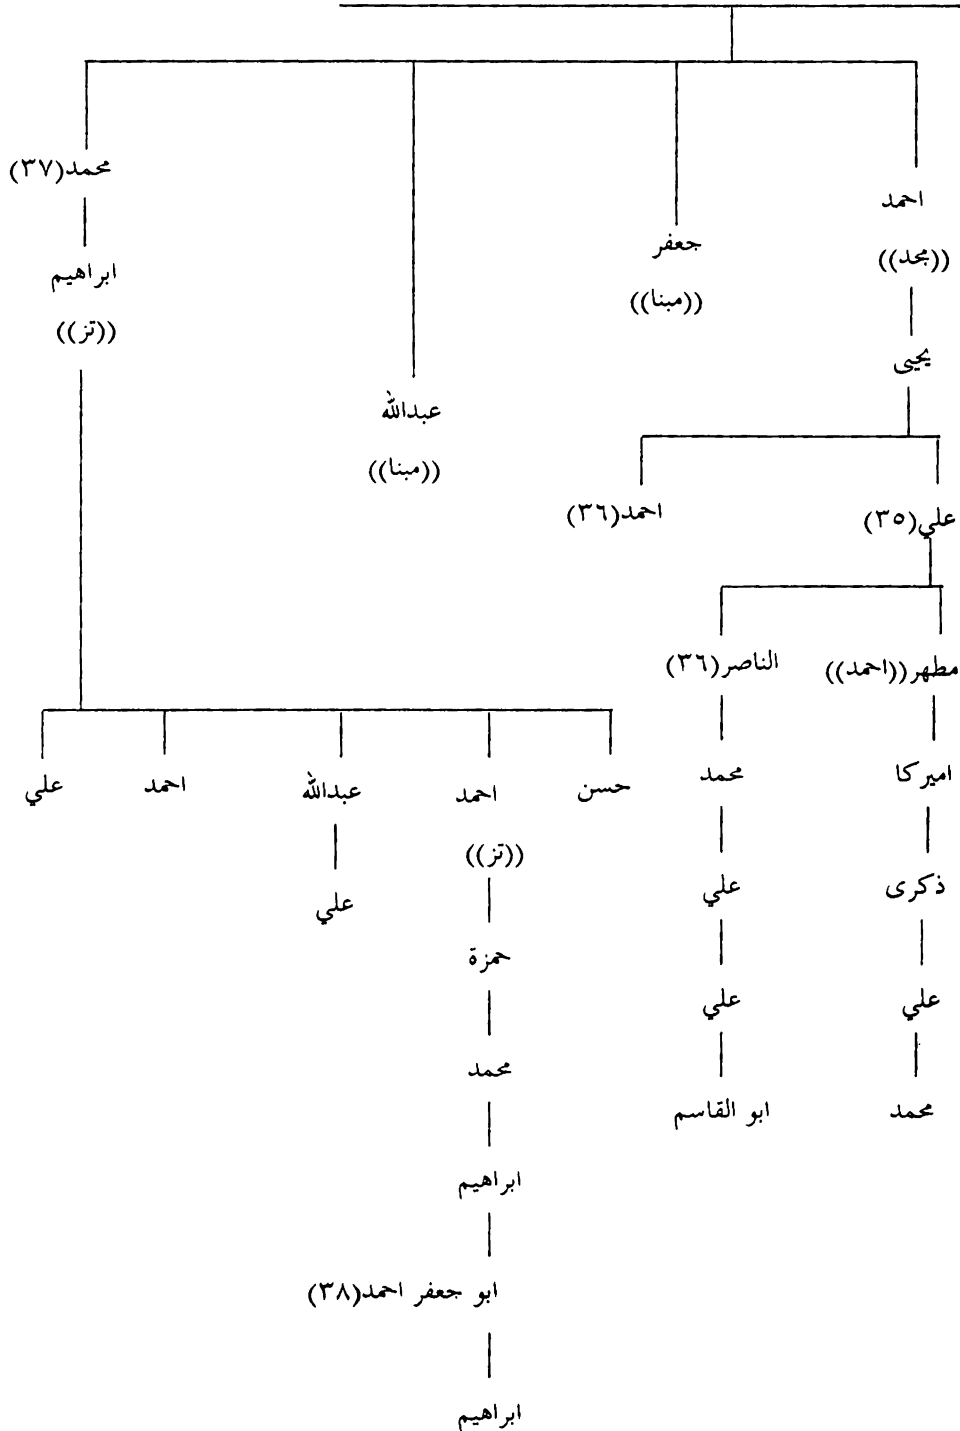 محمد(٣٧)
احمد
جعفر
((مجد))
ابراهيم
((مبنا))
((تز))
يحيى
عبدالله
((مبنا))
احمد(٣٦)
علي(٣٥)
الناصر(٣٦)
مطهر((احمد))
اميركا
محمد
حسن
احمد
عبدالله
احمد
علي
((تز))
ذكرى
علي
علي
حمزة
علي
علي
محمد
محمد
ابو القاسم
ابراهيم
ابو جعفر احمد(٣٨)
ابراهيم